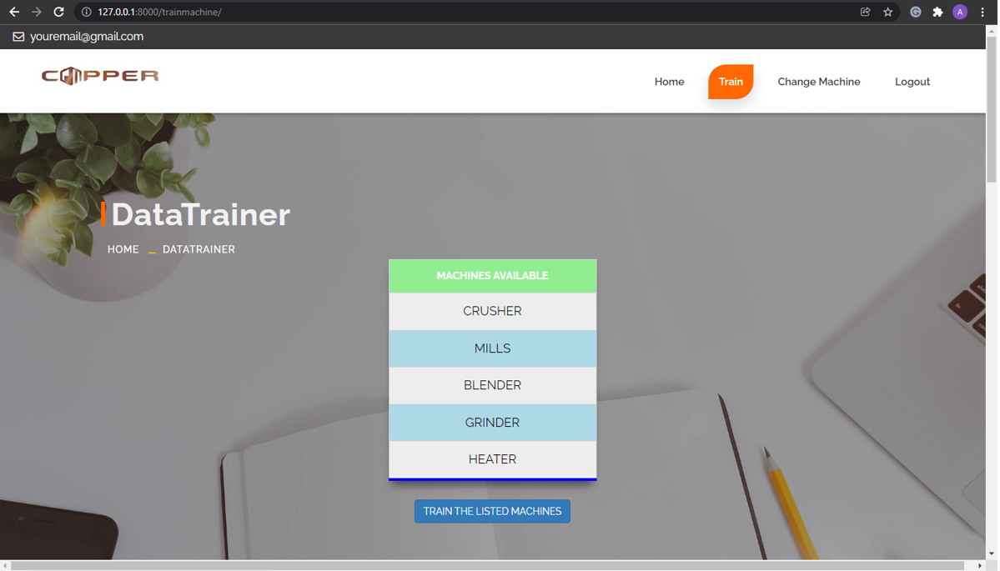 127.0.0.1:8000/trainmachine/
A
youremail@gmail.com
COPPER
Home
Train
Change Machine
Logout
DataTrainer
HOME _ DATATRAINER
MACHINES AVAILABLE
CRUSHER
MILLS
BLENDER
GRINDER
HEATER
TRAIN THE LISTED MACHINES